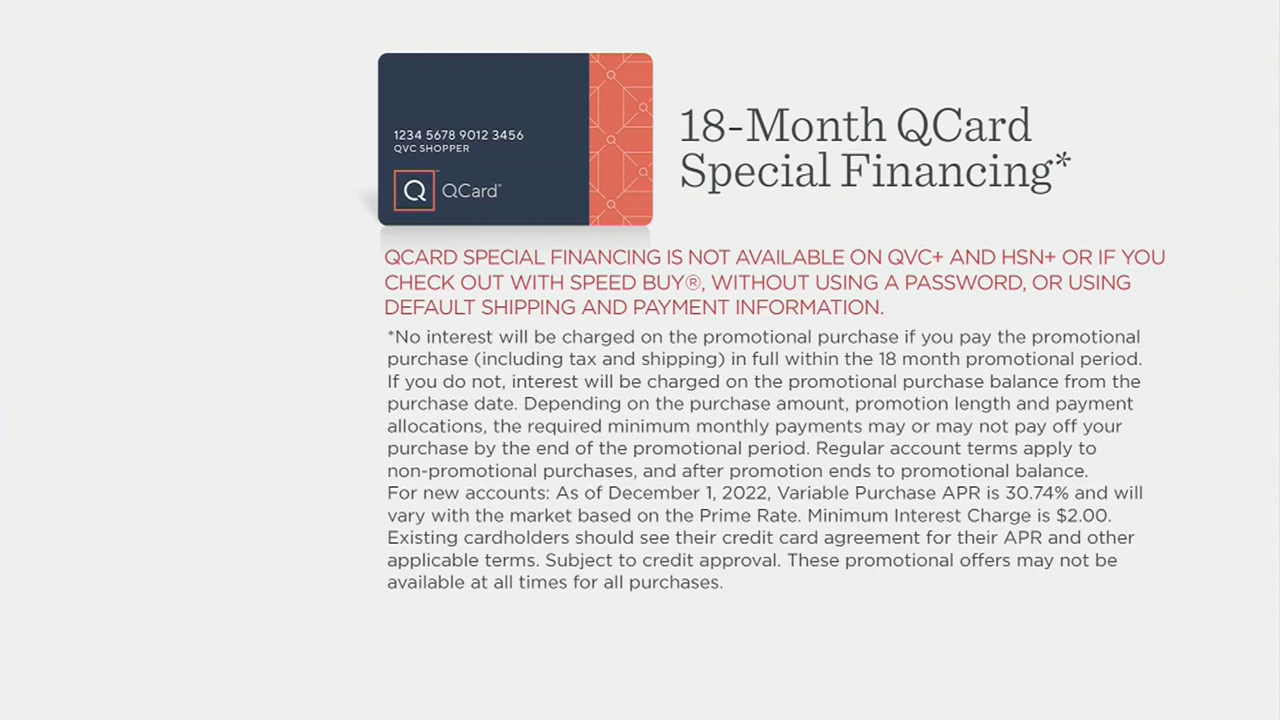 1234 5678 9012 3456
QVC SHOPPER
Q™ QCard®
18-Month QCard
Special Financing*
QCARD SPECIAL FINANCING IS NOT AVAILABLE ON QVC+ AND HSN+ OR IF YOU
CHECK OUT WITH SPEED BUY®, WITHOUT USING A PASSWORD, OR USING
DEFAULT SHIPPING AND PAYMENT INFORMATION.
*No interest will be charged on the promotional purchase if you pay the promotional
purchase (including tax and shipping) in full within the 18 month promotional period.
If you do not, interest will be charged on the promotional purchase balance from the
purchase date. Depending on the purchase amount, promotion length and payment
allocations, the required minimum monthly payments may or may not pay off your
purchase by the end of the promotional period. Regular account terms apply to
non-promotional purchases, and after promotion ends to promotional balance.
For new accounts: As of December 1, 2022, Variable Purchase APR is 30.74% and will
vary with the market based on the Prime Rate. Minimum Interest Charge is $2.00.
Existing cardholders should see their credit card agreement for their APR and other
applicable terms. Subject to credit approval. These promotional offers may not be
available at all times for all purchases.